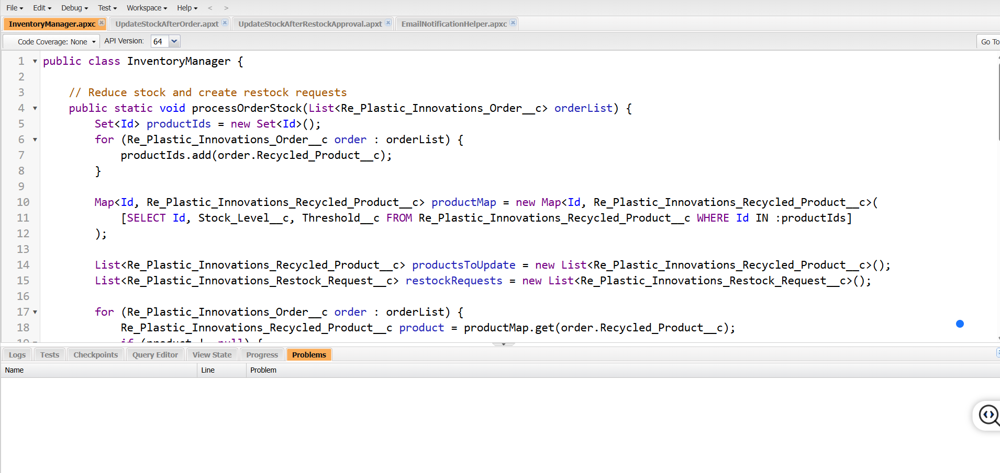 File Edit Debug Test Workspace Help < >
InventoryManager.apxc UpdateStockAfterOrder.apxt UpdateStockAfterRestockApproval.apxt EmailNotificationHelper.apxc
Code Coverage: None API Version: 64 Go To
1 public class InventoryManager {
2
3 // Reduce stock and create restock requests
4 public static void processOrderStock(List<Re_Plastic_Innovations_Order__c> orderList) {
5 Set<Id> productIds = new Set<Id>();
6 for (Re_Plastic_Innovations_Order__c order : orderList) {
7 productIds.add(order.Recycled_Product__c);
8 }
9
10 Map<Id, Re_Plastic_Innovations_Recycled_Product__c> productMap = new Map<Id, Re_Plastic_Innovations_Recycled_Product__c>(
11 [SELECT Id, Stock_Level__c, Threshold__c FROM Re_Plastic_Innovations_Recycled_Product__c WHERE Id IN :productIds]
12 );
13
14 List<Re_Plastic_Innovations_Recycled_Product__c> productsToUpdate = new List<Re_Plastic_Innovations_Recycled_Product__c>();
15 List<Re_Plastic_Innovations_Restock_Request__c> restockRequests = new List<Re_Plastic_Innovations_Restock_Request__c>();
16
17 for (Re_Plastic_Innovations_Order__c order : orderList) {
18 Re_Plastic_Innovations_Recycled_Product__c product = productMap.get(order.Recycled_Product__c);
Logs Tests Checkpoints Query Editor View State Progress Problems
Name Line Problem